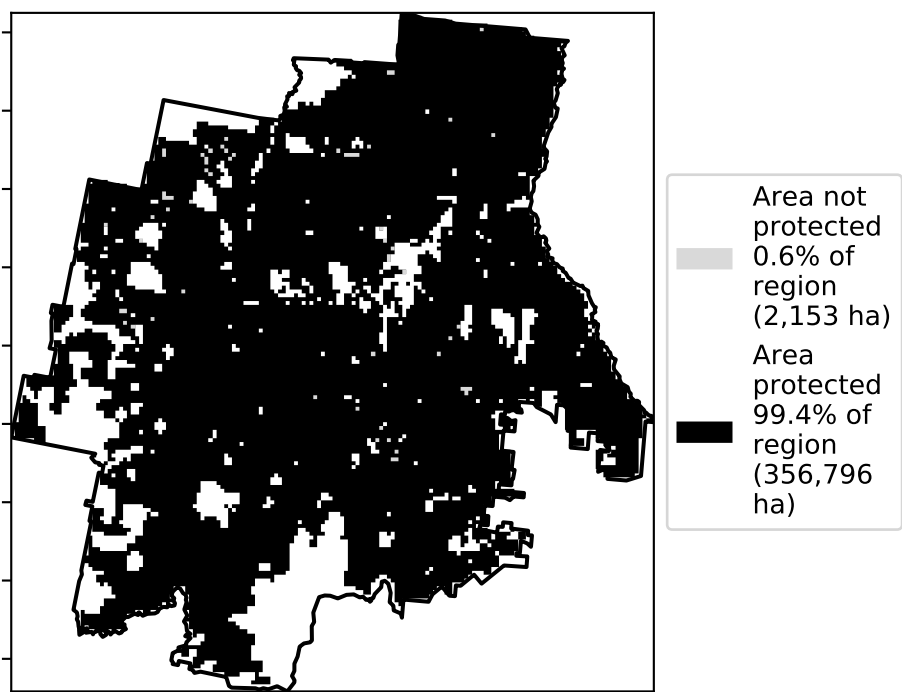 Area not
protected
0.6% of
region
(2,153 ha)
Area
protected
99.4% of
region
(356,796
ha)